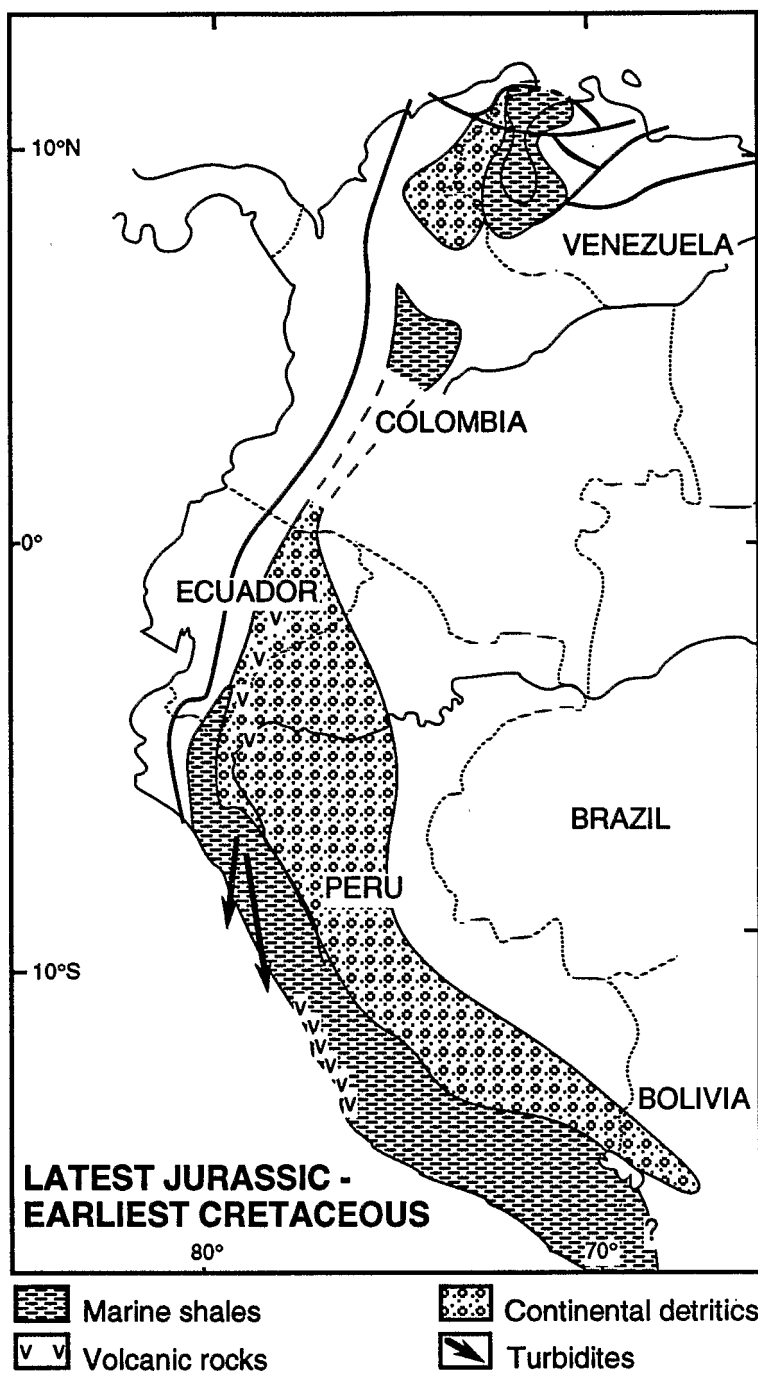 10°N
VENEZUELA
COLOMBIA
0°
ECUADOR
V
V
V
V
BRAZIL
PERU
10°S
V
V
V
V
V
V
BOLIVIA
LATEST JURASSIC -
EARLIEST CRETACEOUS
?
80°
70°
Marine shales
Continental detritics
V V
Volcanic rocks
Turbidites